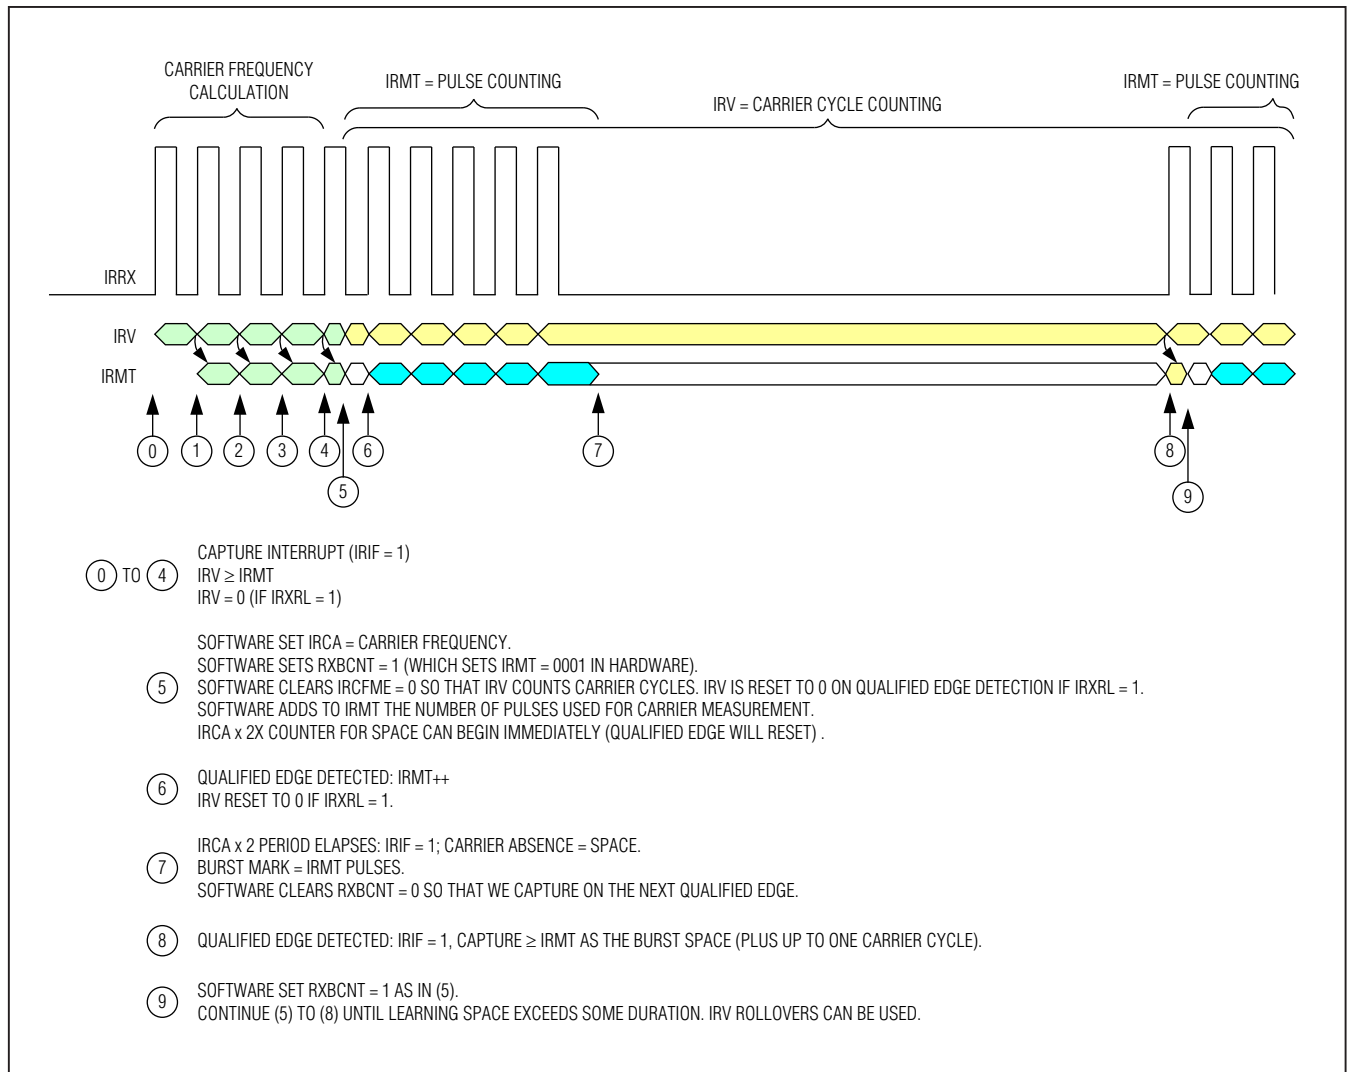 CARRIER FREQUENCY
CALCULATION
IRMT = PULSE COUNTING
IRV = CARRIER CYCLE COUNTING
IRMT = PULSE COUNTING
IRRX
IRV
IRMT
0
1
2
3
4
6
7
8
5
9
0 TO 4
CAPTURE INTERRUPT (IRIF = 1)
IRV ≥ IRMT
IRV = 0 (IF IRXRL = 1)
5
SOFTWARE SET IRCA = CARRIER FREQUENCY.
SOFTWARE SETS RXBCNT = 1 (WHICH SETS IRMT = 0001 IN HARDWARE).
SOFTWARE CLEARS IRCFME = 0 SO THAT IRV COUNTS CARRIER CYCLES. IRV IS RESET TO 0 ON QUALIFIED EDGE DETECTION IF IRXRL = 1.
SOFTWARE ADDS TO IRMT THE NUMBER OF PULSES USED FOR CARRIER MEASUREMENT.
IRCA x 2X COUNTER FOR SPACE CAN BEGIN IMMEDIATELY (QUALIFIED EDGE WILL RESET) .
6
QUALIFIED EDGE DETECTED: IRMT++
IRV RESET TO 0 IF IRXRL = 1.
7
IRCA x 2 PERIOD ELAPSES: IRIF = 1; CARRIER ABSENCE = SPACE.
BURST MARK = IRMT PULSES.
SOFTWARE CLEARS RXBCNT = 0 SO THAT WE CAPTURE ON THE NEXT QUALIFIED EDGE.
8
QUALIFIED EDGE DETECTED: IRIF = 1, CAPTURE ≥ IRMT AS THE BURST SPACE (PLUS UP TO ONE CARRIER CYCLE).
9
SOFTWARE SET RXBCNT = 1 AS IN (5).
CONTINUE (5) TO (8) UNTIL LEARNING SPACE EXCEEDS SOME DURATION. IRV ROLLOVERS CAN BE USED.